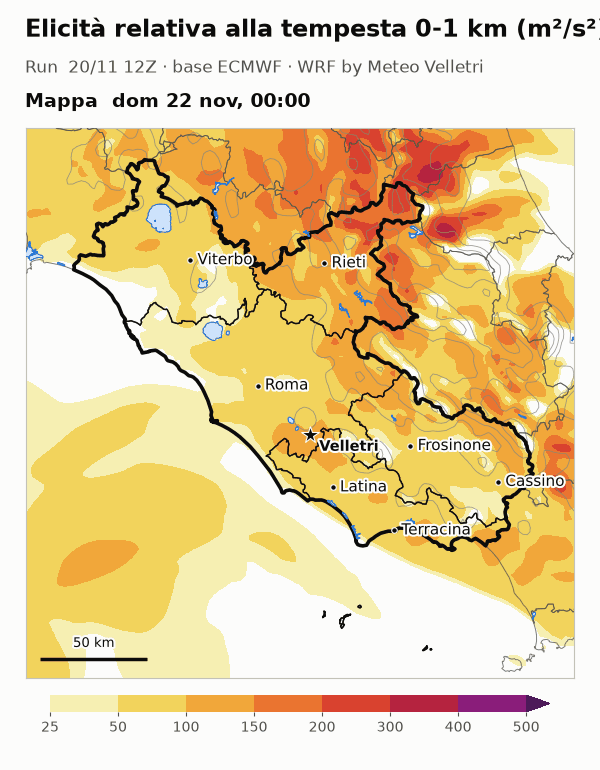 Elicità relativa alla tempesta 0-1 km (m²/s²)
Run 20/11 12Z · base ECMWF · WRF by Meteo Velletri
Mappa dom 22 nov, 00:00
Viterbo
Rieti
Roma
Velletri
Frosinone
Cassino
Latina
Terracina
50 km
25 50 100 150 200 300 400 500